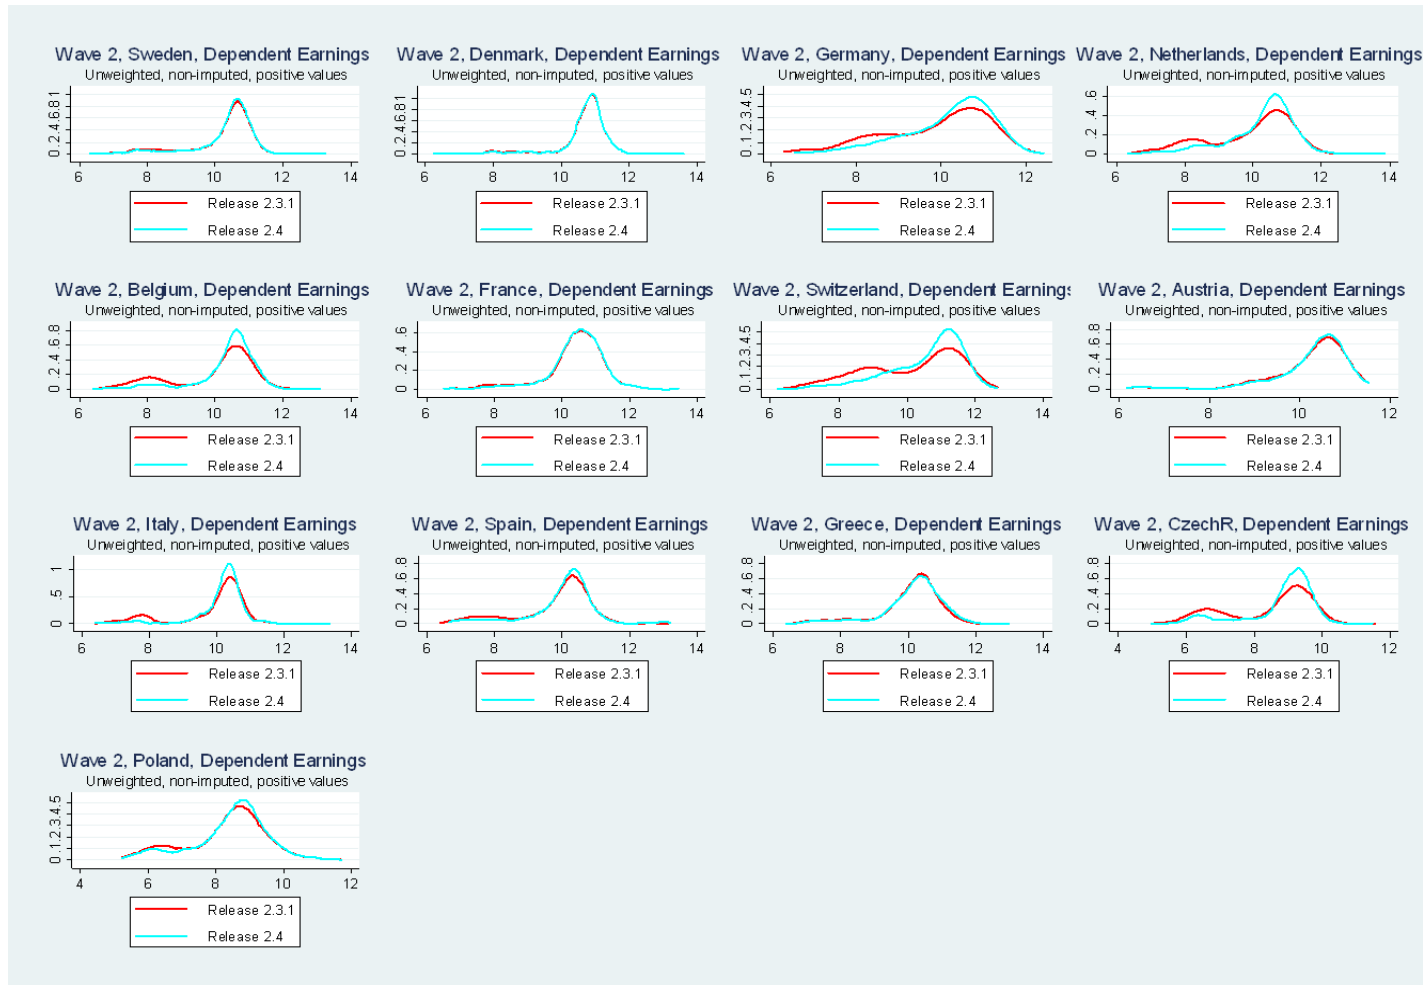 Wave 2, Sweden, Dependent Earnings
Unweighted, non-imputed, positive values
0 .2 .4 .6 .8 1
6 8 10 12 14
Release 2.3.1
Release 2.4
Wave 2, Denmark, Dependent Earnings
Unweighted, non-imputed, positive values
0 .2 .4 .6 .8 1
6 8 10 12 14
Release 2.3.1
Release 2.4
Wave 2, Germany, Dependent Earnings
Unweighted, non-imputed, positive values
0 .1 .2 .3 .4 .5
6 8 10 12
Release 2.3.1
Release 2.4
Wave 2, Netherlands, Dependent Earnings
Unweighted, non-imputed, positive values
0 .2 .4 .6
6 8 10 12 14
Release 2.3.1
Release 2.4
Wave 2, Belgium, Dependent Earnings
Unweighted, non-imputed, positive values
0 .2 .4 .6 .8
6 8 10 12 14
Release 2.3.1
Release 2.4
Wave 2, France, Dependent Earnings
Unweighted, non-imputed, positive values
0 .2 .4 .6
6 8 10 12 14
Release 2.3.1
Release 2.4
Wave 2, Switzerland, Dependent Earnings
Unweighted, non-imputed, positive values
0 .1 .2 .3 .4 .5
6 8 10 12 14
Release 2.3.1
Release 2.4
Wave 2, Austria, Dependent Earnings
Unweighted, non-imputed, positive values
0 .2 .4 .6 .8
6 8 10 12
Release 2.3.1
Release 2.4
Wave 2, Italy, Dependent Earnings
Unweighted, non-imputed, positive values
0 .5 1
6 8 10 12 14
Release 2.3.1
Release 2.4
Wave 2, Spain, Dependent Earnings
Unweighted, non-imputed, positive values
0 .2 .4 .6 .8
6 8 10 12 14
Release 2.3.1
Release 2.4
Wave 2, Greece, Dependent Earnings
Unweighted, non-imputed, positive values
0 .2 .4 .6 .8
6 8 10 12 14
Release 2.3.1
Release 2.4
Wave 2, CzechR, Dependent Earnings
Unweighted, non-imputed, positive values
0 .2 .4 .6 .8
4 6 8 10 12
Release 2.3.1
Release 2.4
Wave 2, Poland, Dependent Earnings
Unweighted, non-imputed, positive values
0 .1 .2 .3 .4 .5
4 6 8 10 12
Release 2.3.1
Release 2.4